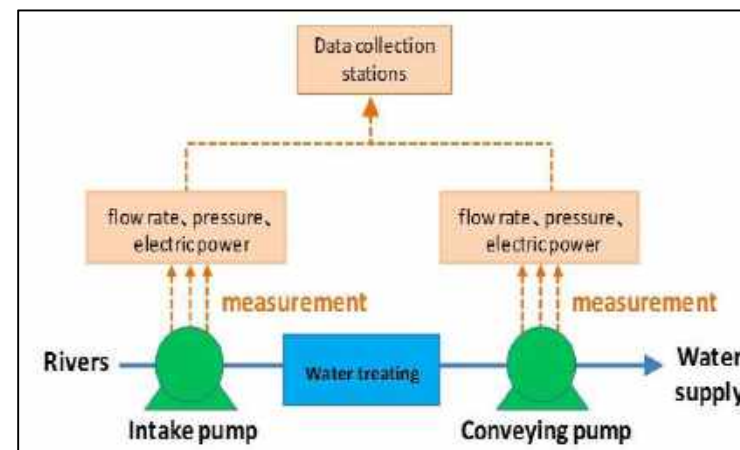 Data collection
stations
flow rate、pressure、
electric power
flow rate、pressure、
electric power
measurement
measurement
Rivers
Water treating
Water
supply
Intake pump
Conveying pump